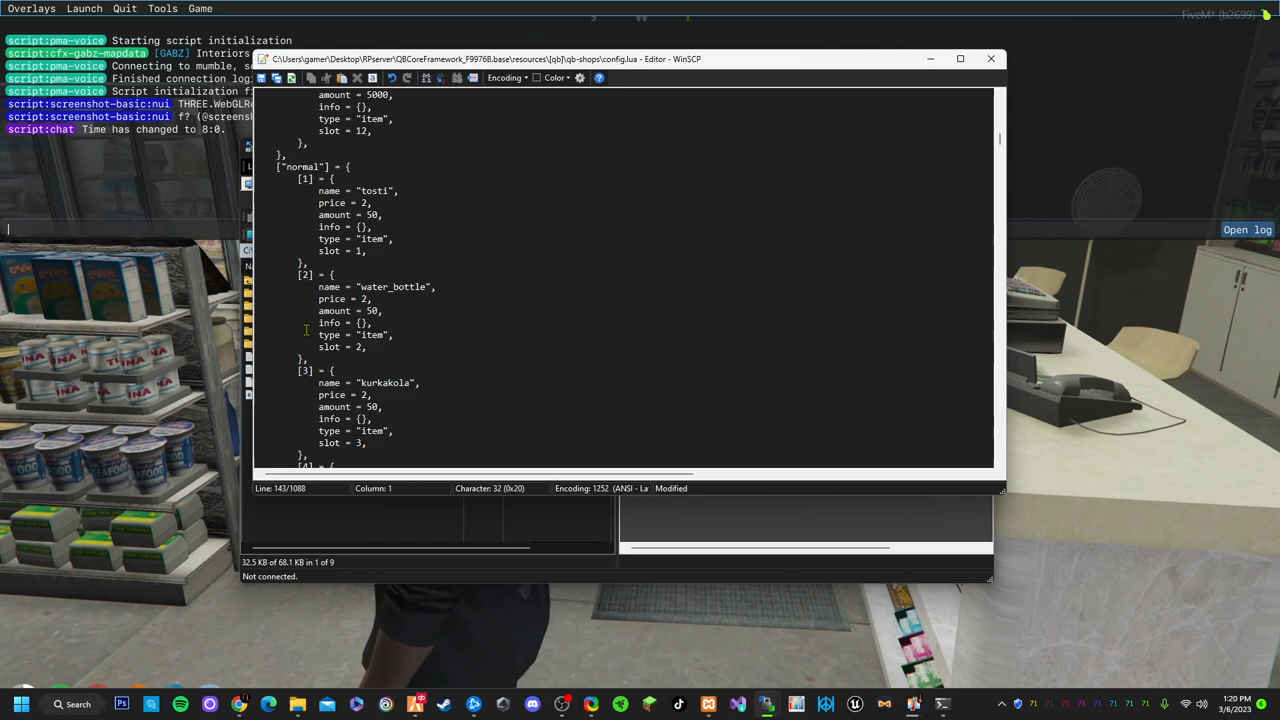 Overlays Launch Quit Tools Game
FiveM* (b2699)
script:pma-voice Starting script initialization
script:cfx-gabz-mapdata [GABZ] Interiors
script:pma-voice Connecting to mumble, s
script:pma-voice Finished connection logi
script:pma-voice Script initialization fi
script:screenshot-basic:nui THREE.WebGLRe
script:screenshot-basic:nui f? (@screensh
script:chat Time has changed to 8:0.
Open log
C:\Users\gamer\Desktop\RPserver\QBCoreFramework_F9976B.base\resources\[qb]\qb-shops\config.lua - Editor - WinSCP
Encoding Color
amount = 5000,
info = {},
type = "item",
slot = 12,
},
},
["normal"] = {
[1] = {
name = "tosti",
price = 2,
amount = 50,
info = {},
type = "item",
slot = 1,
},
[2] = {
name = "water_bottle",
price = 2,
amount = 50,
info = {},
type = "item",
slot = 2,
},
[3] = {
name = "kurkakola",
price = 2,
amount = 50,
info = {},
type = "item",
slot = 3,
},
[4] = {
Line: 143/1088 Column: 1 Character: 32 (0x20) Encoding: 1252 (ANSI - La Modified
32.5 KB of 68.1 KB in 1 of 9
Not connected.
Search
1:20 PM
3/6/2023